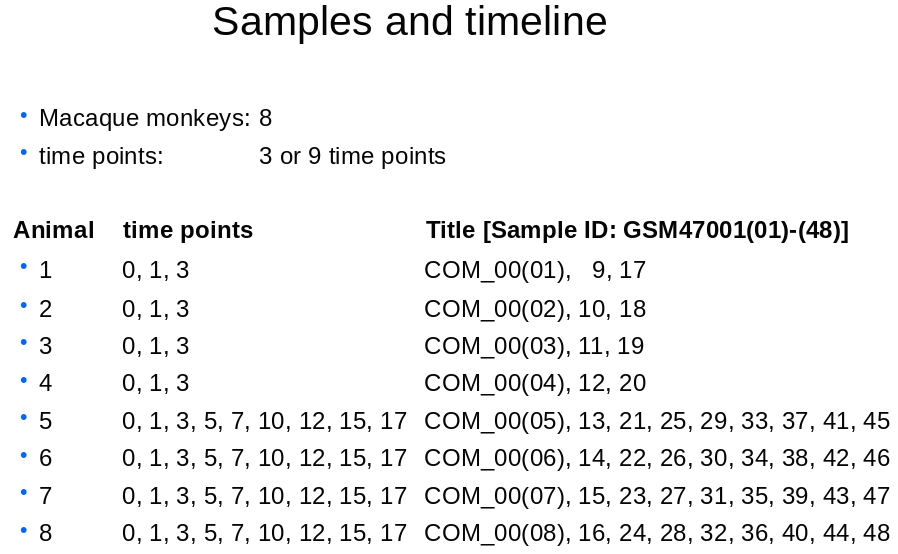 Samples and timeline
• Macaque monkeys: 8
• time points: 3 or 9 time points
Animal time points Title [Sample ID: GSM47001(01)-(48)]
• 1 0, 1, 3 COM_00(01), 9, 17
• 2 0, 1, 3 COM_00(02), 10, 18
• 3 0, 1, 3 COM_00(03), 11, 19
• 4 0, 1, 3 COM_00(04), 12, 20
• 5 0, 1, 3, 5, 7, 10, 12, 15, 17 COM_00(05), 13, 21, 25, 29, 33, 37, 41, 45
• 6 0, 1, 3, 5, 7, 10, 12, 15, 17 COM_00(06), 14, 22, 26, 30, 34, 38, 42, 46
• 7 0, 1, 3, 5, 7, 10, 12, 15, 17 COM_00(07), 15, 23, 27, 31, 35, 39, 43, 47
• 8 0, 1, 3, 5, 7, 10, 12, 15, 17 COM_00(08), 16, 24, 28, 32, 36, 40, 44, 48